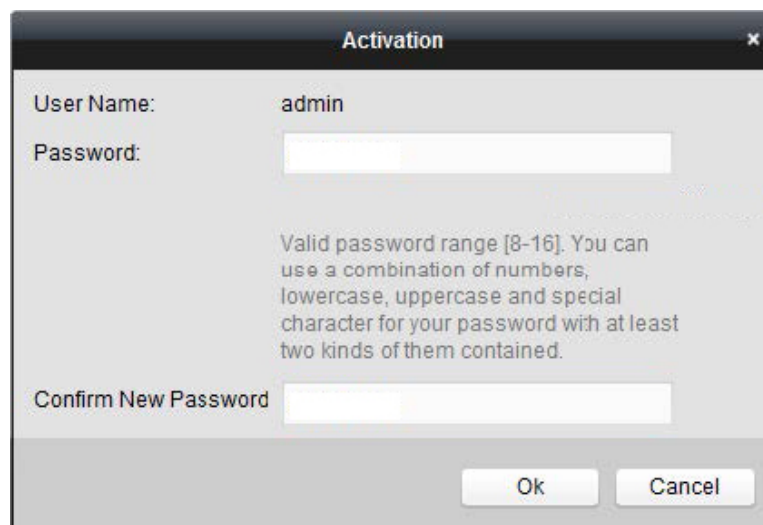 Activation
×
User Name: admin
Password:
Valid password range [8-16]. You can
use a combination of numbers,
lowercase, uppercase and special
character for your password with at least
two kinds of them contained.
Confirm New Password
Ok Cancel